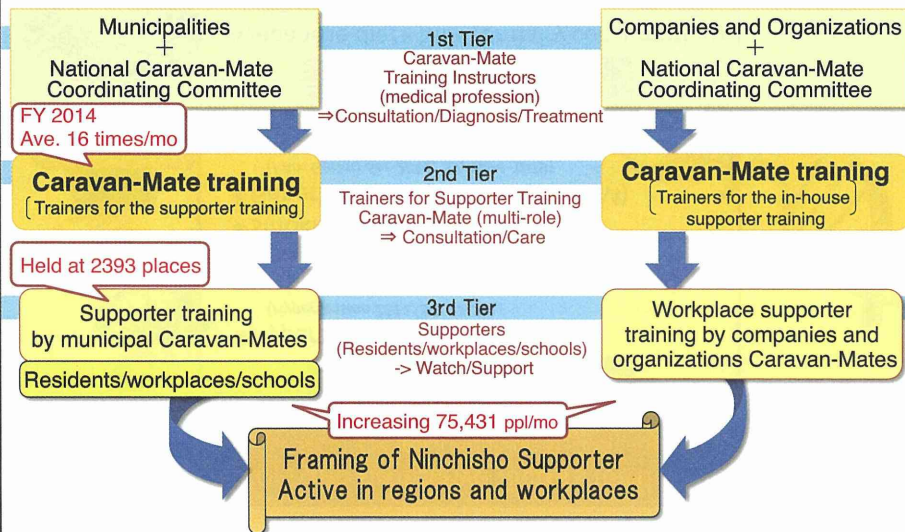 Municipalities
+
National Caravan-Mate
Coordinating Committee
1st Tier
Caravan-Mate
Training Instructors
(medical profession)
⇒Consultation/Diagnosis/Treatment
Companies and Organizations
+
National Caravan-Mate
Coordinating Committee
FY 2014
Ave. 16 times/mo
Caravan-Mate training
[Trainers for the supporter training]
2nd Tier
Trainers for Supporter Training
Caravan-Mate (multi-role)
⇒ Consultation/Care
Caravan-Mate training
[Trainers for the in-house
supporter training]
Held at 2393 places
Supporter training
by municipal Caravan-Mates
Residents/workplaces/schools
3rd Tier
Supporters
(Residents/workplaces/schools)
-> Watch/Support
Workplace supporter
training by companies and
organizations Caravan-Mates
Increasing 75,431 ppl/mo
Framing of Ninchisho Supporter
Active in regions and workplaces